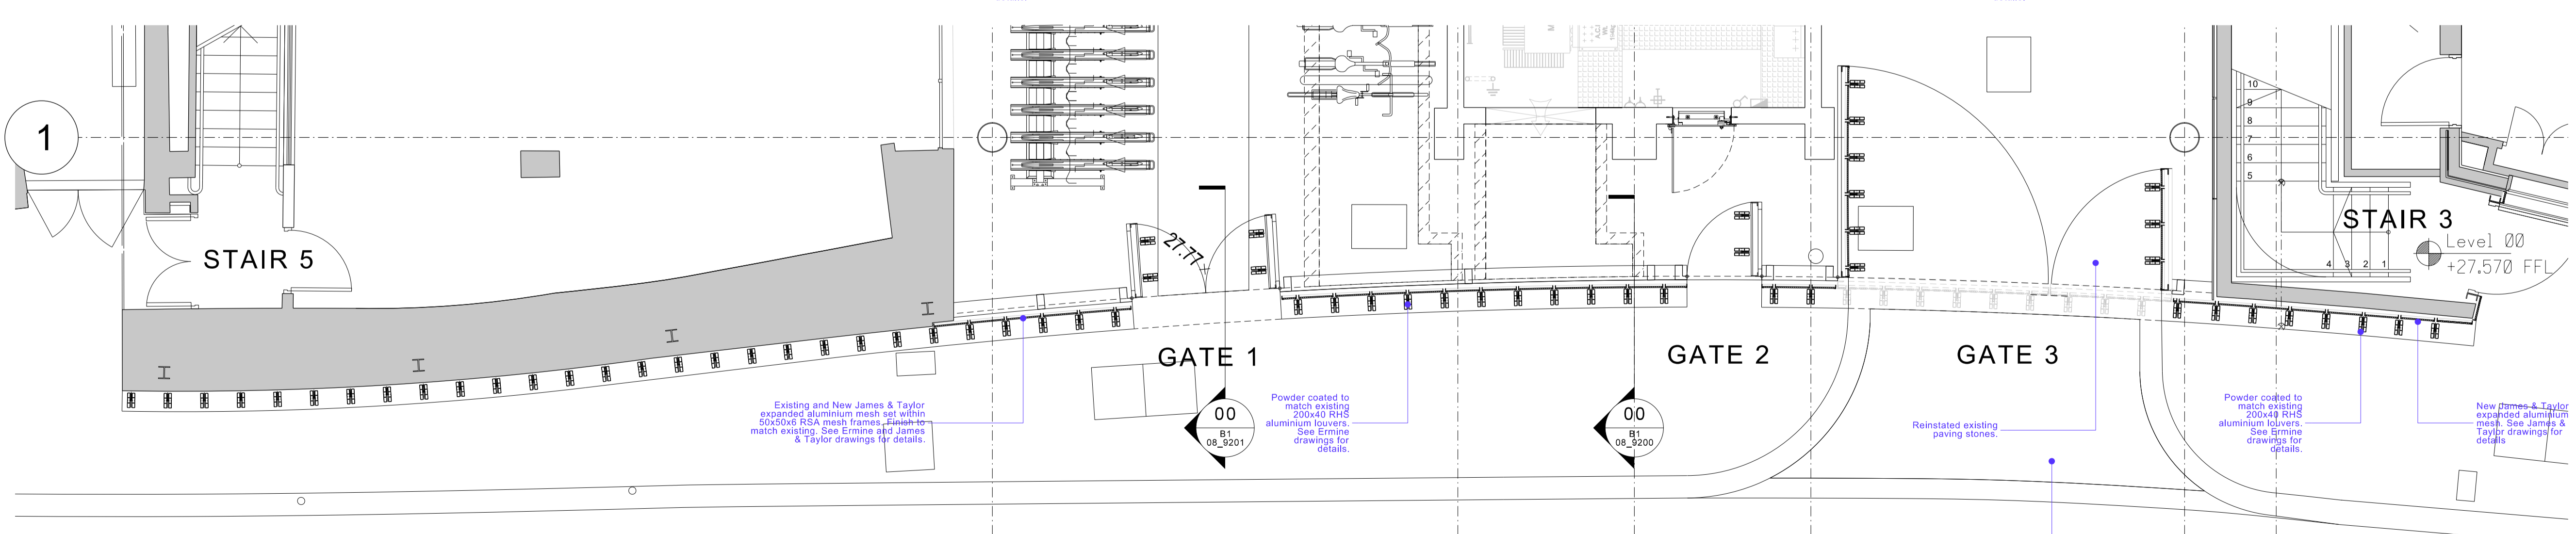 1
STAIR 5
27.77
10
9
8
7
6
5
4 3 2 1
STAIR 3
Level 00
+27.570 FFL
GATE 1
GATE 2
GATE 3
00
B1
08_9201
00
B1
08_9200
Existing and New James & Taylor
expanded aluminium mesh set within
50x50x6 RSA mesh frames. Finish to
match existing. See Ermine and James
& Taylor drawings for details.
Powder coated to
match existing
200x40 RHS
aluminium louvers.
See Ermine
drawings for
details.
Reinstated existing
paving stones.
Powder coated to
match existing
200x40 RHS
aluminium louvers.
See Ermine
drawings for
details.
New James & Taylor
expanded aluminium
mesh. See James &
Taylor drawings for
details